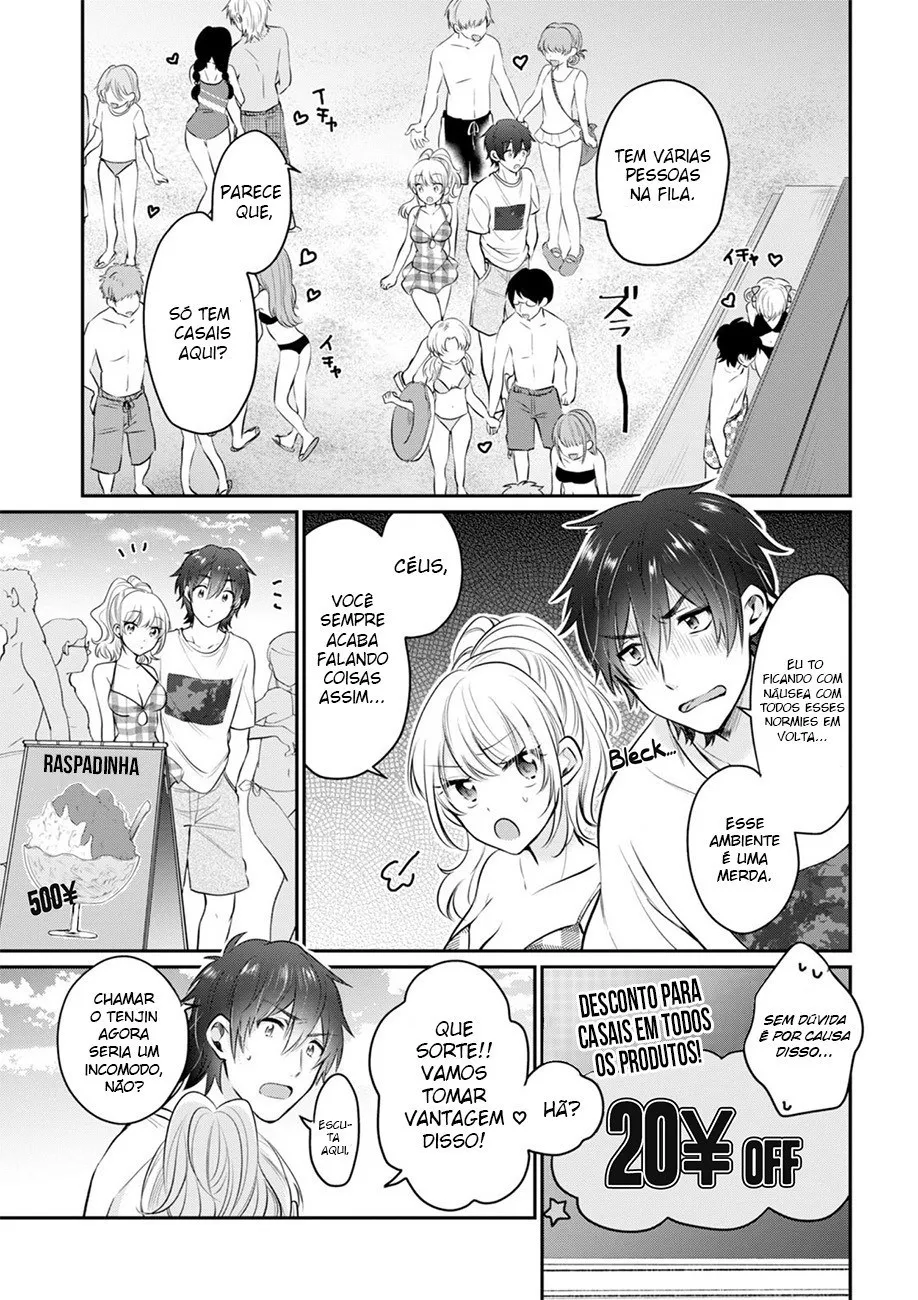 TEM VÁRIAS
PESSOAS
NA FILA.
イチャ
PARECE
QUE,
SÓ TEM
CASAIS
AQUI?
イチャ
イチャ
ズラー
EU TO
FICANDO COM
NÁUSEA COM
TODOS ESSES
NORMIES EM
VOLTA...
ESSE
AMBIENTE
É UMA
MERDA.
Bleck...
CÉUS,
VOCÊ
SEMPRE
ACABA
FALANDO
COISAS
ASSIM...
RASPADINHA
500¥
SEM DÚVIDA
É POR CAUSA
DISSO...
DESCONTO PARA
CASAIS EM TODOS
OS PRODUTOS!
20¥ OFF
HÃ?
QUE
SORTE!!
VAMOS
TOMAR
VANTAGEM
DISSO!
ESCU-
TA
AQUI,
CHAMAR
O TENJIN
AGORA
SERIA UM
INCOMODO,
NÃO?